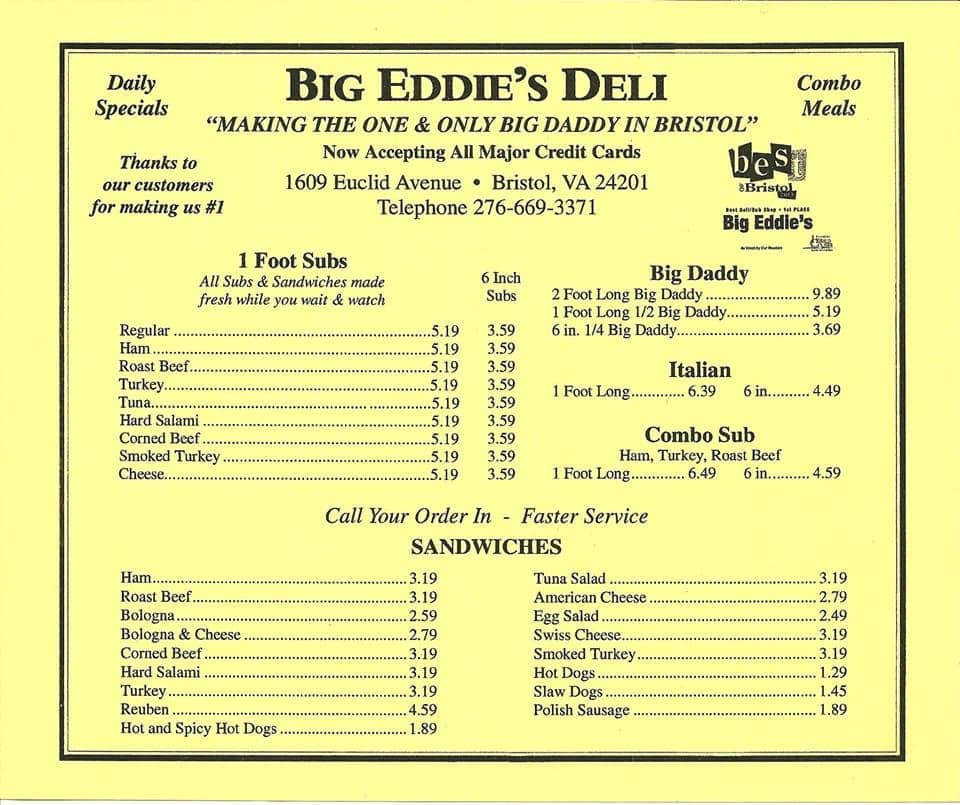 Daily
Specials
BIG EDDIE'S DELI
Combo
Meals
"MAKING THE ONE & ONLY BIG DADDY IN BRISTOL"
Thanks to
our customers
for making us #1
Now Accepting All Major Credit Cards
1609 Euclid Avenue • Bristol, VA 24201
Telephone 276-669-3371
best
OF Bristol
Best Deli/Sub Shop • 1st PLACE
Big Eddie's
As Voted by Our Readers
1 Foot Subs
All Subs & Sandwiches made
fresh while you wait & watch
6 Inch
Subs
Regular ........ 5.19 3.59
Ham ........ 5.19 3.59
Roast Beef ........ 5.19 3.59
Turkey ........ 5.19 3.59
Tuna ........ 5.19 3.59
Hard Salami ........ 5.19 3.59
Corned Beef ........ 5.19 3.59
Smoked Turkey ........ 5.19 3.59
Cheese ........ 5.19 3.59
Big Daddy
2 Foot Long Big Daddy ........ 9.89
1 Foot Long 1/2 Big Daddy ........ 5.19
6 in. 1/4 Big Daddy ........ 3.69
Italian
1 Foot Long ........ 6.39 6 in. ........ 4.49
Combo Sub
Ham, Turkey, Roast Beef
1 Foot Long ........ 6.49 6 in. ........ 4.59
Call Your Order In - Faster Service
SANDWICHES
Ham ........ 3.19
Roast Beef ........ 3.19
Bologna ........ 2.59
Bologna & Cheese ........ 2.79
Corned Beef ........ 3.19
Hard Salami ........ 3.19
Turkey ........ 3.19
Reuben ........ 4.59
Hot and Spicy Hot Dogs ........ 1.89
Tuna Salad ........ 3.19
American Cheese ........ 2.79
Egg Salad ........ 2.49
Swiss Cheese ........ 3.19
Smoked Turkey ........ 3.19
Hot Dogs ........ 1.29
Slaw Dogs ........ 1.45
Polish Sausage ........ 1.89